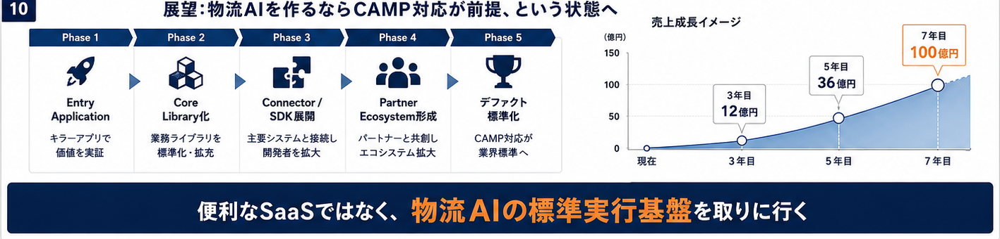 10
展望：物流AIを作るならCAMP対応が前提、という状態へ
Phase 1
Phase 2
Phase 3
Phase 4
Phase 5
Entry
Application
キラーアプリで
価値を実証
Core
Library化
業務ライブラリを
標準化・拡充
Connector /
SDK展開
主要システムと接続し
開発者を拡大
Partner
Ecosystem形成
パートナーと共創し
エコシステム拡大
デファクト
標準化
CAMP対応が
業界標準へ
売上成長イメージ
(億円)
150
100
50
0
現在
3年目
5年目
7年目
3年目
12億円
5年目
36億円
7年目
100億円
便利なSaaSではなく、物流AIの標準実行基盤を取りに行く